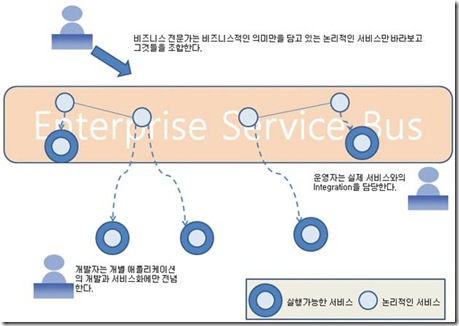 비즈니스 전문가는 비즈니스적인 의미만을 담고 있는 논리적인 서비스만 바라보고
그것들을 조합한다.
Enterprise Service Bus
운영자는 실제 서비스와의
Integration을 담당한다.
개발자는 개별 애플리케이션
의 개발과 서비스화에만 전념
한다.
실행가능한 서비스
논리적인 서비스